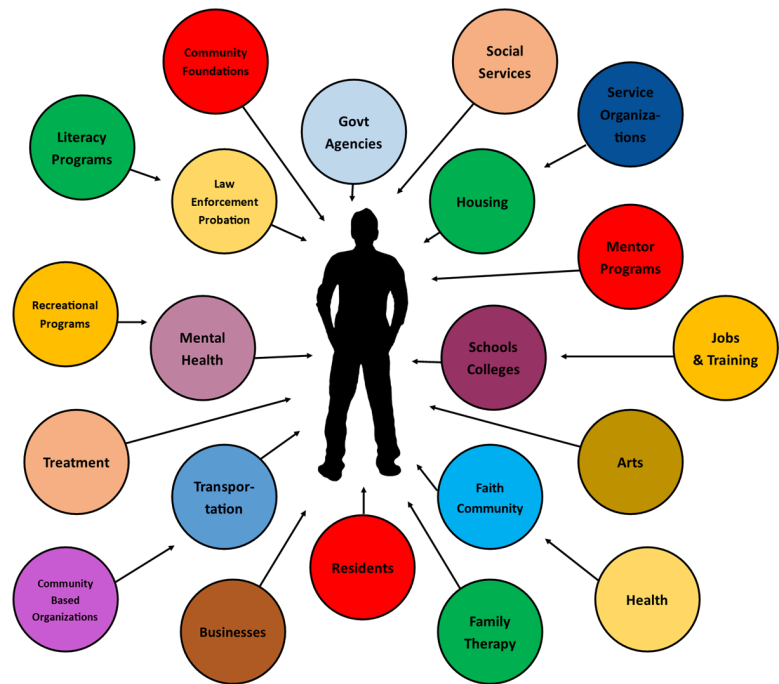 Community
Foundations
Social
Services
Govt
Agencies
Service
Organiza-
tions
Literacy
Programs
Law
Enforcement
Probation
Housing
Mentor
Programs
Recreational
Programs
Mental
Health
Schools
Colleges
Jobs
& Training
Treatment
Transpor-
tation
Faith
Community
Arts
Community
Based
Organizations
Businesses
Residents
Family
Therapy
Health